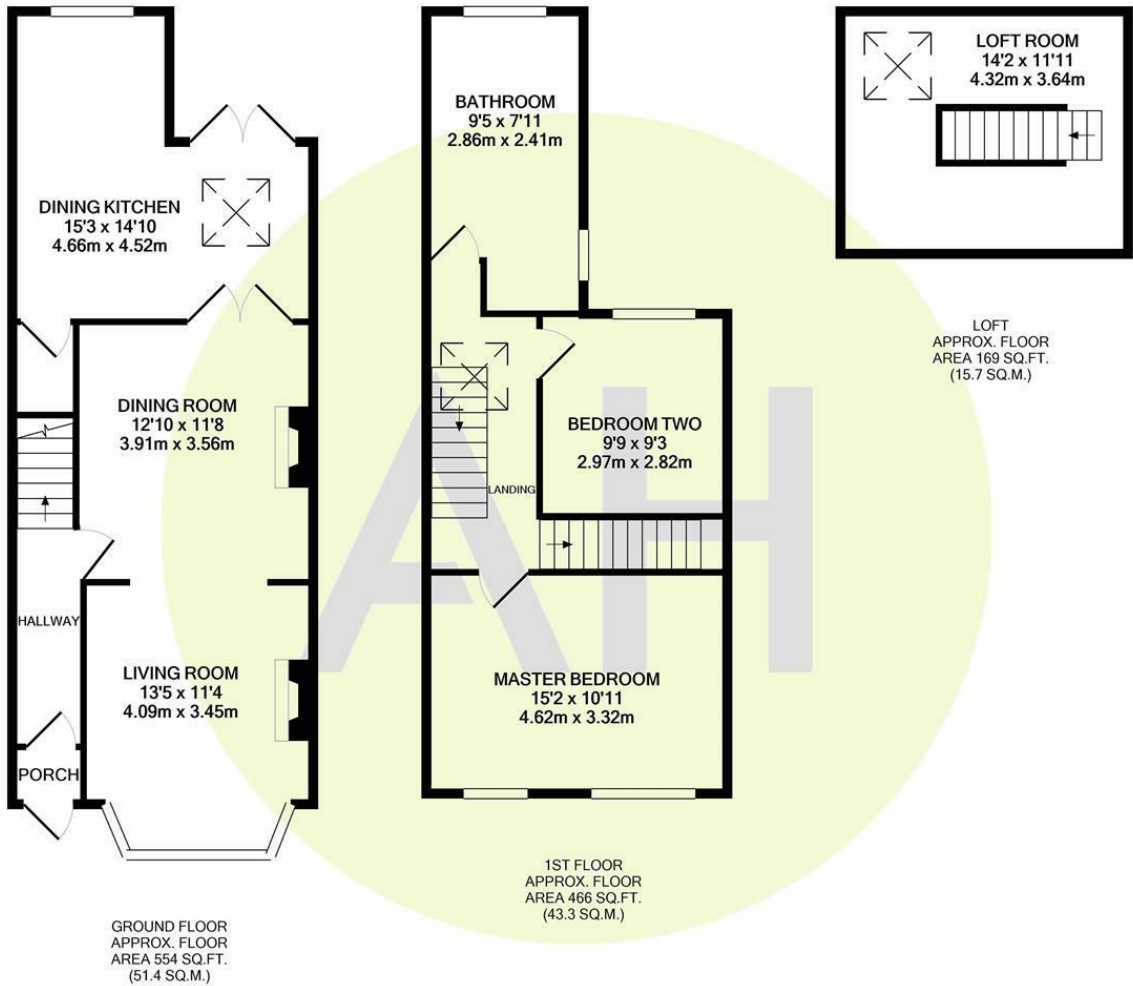 DINING KITCHEN
15'3 x 14'10
4.66m x 4.52m
DINING ROOM
12'10 x 11'8
3.91m x 3.56m
HALLWAY
LIVING ROOM
13'5 x 11'4
4.09m x 3.45m
PORCH
GROUND FLOOR
APPROX. FLOOR
AREA 554 SQ.FT.
(51.4 SQ.M.)
BATHROOM
9'5 x 7'11
2.86m x 2.41m
BEDROOM TWO
9'9 x 9'3
2.97m x 2.82m
LANDING
MASTER BEDROOM
15'2 x 10'11
4.62m x 3.32m
1ST FLOOR
APPROX. FLOOR
AREA 466 SQ.FT.
(43.3 SQ.M.)
LOFT ROOM
14'2 x 11'11
4.32m x 3.64m
LOFT
APPROX. FLOOR
AREA 169 SQ.FT.
(15.7 SQ.M.)
AH